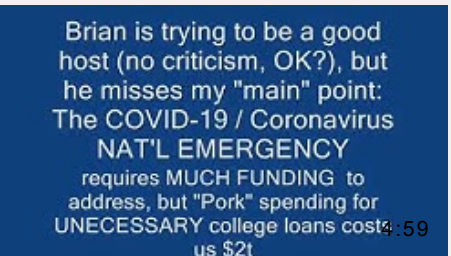 Brian is trying to be a good
host (no criticism, OK?), but
he misses my "main" point:
The COVID-19 / Coronavirus
NAT'L EMERGENCY
requires MUCH FUNDING to
address, but "Pork" spending for
UNECESSARY college loans costs
4:59
us $2t